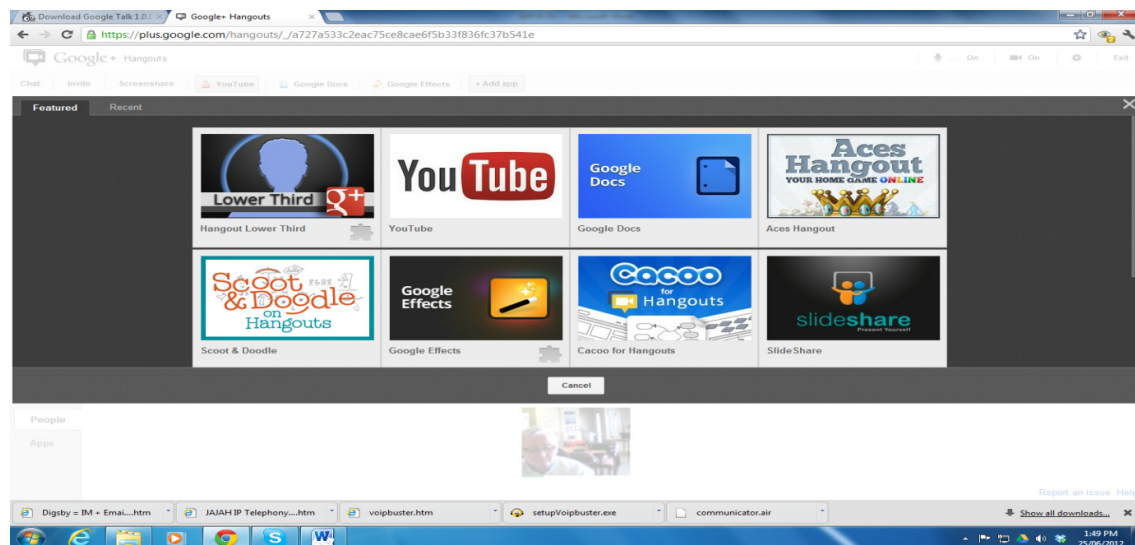 Download Google Talk 1.0.
Google+ Hangouts
https://plus.google.com/hangouts/_/a727a533c2eac75ce8cae6f5b33f836fc37b541e
Google+ Hangouts
On On Exit
Chat Invite Screenshare YouTube Google Docs Google Effects + Add app
Featured Recent
Lower Third g+
YouTube
Google Docs
Aces Hangout
YOUR HOME GAME ONLINE
Hangout Lower Third YouTube Google Docs Aces Hangout
Scoot & Doodle on Hangouts
Google Effects
Cacoo for Hangouts
slideshare
Present Yourself
Scoot & Doodle Google Effects Cacoo for Hangouts SlideShare
Cancel
People
Apps
Report an issue Help
Digsby = IM + Emai....htm JAJAH IP Telephony....htm voipbuster.htm setupVoipbuster.exe communicator.air Show all downloads...
1:49 PM
25/06/2012